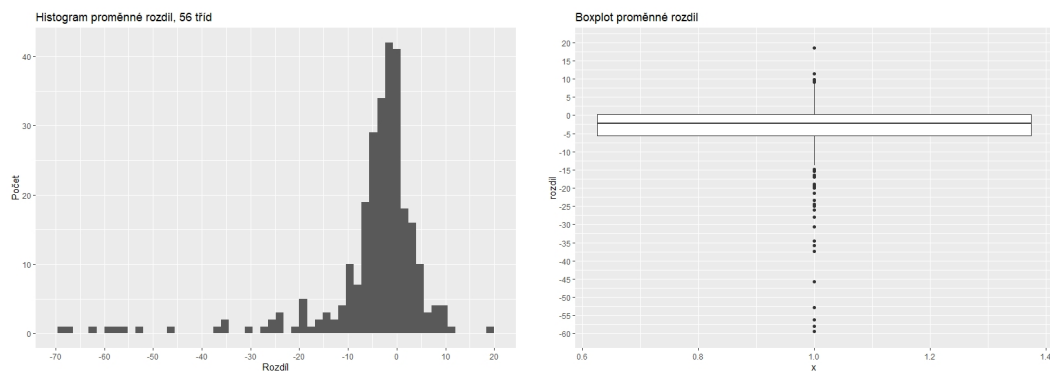 Histogram proměnné rozdil, 56 tříd
40
30
20
10
0
Počet
-70 -60 -50 -40 -30 -20 -10 0 10 20
Rozdíl
Boxplot proměnné rozdil
20
15
10
5
0
-5
-10
-15
-20
-25
-30
-35
-40
-45
-50
-55
-60
rozdil
0.6 0.8 1.0 1.2 1.4
x